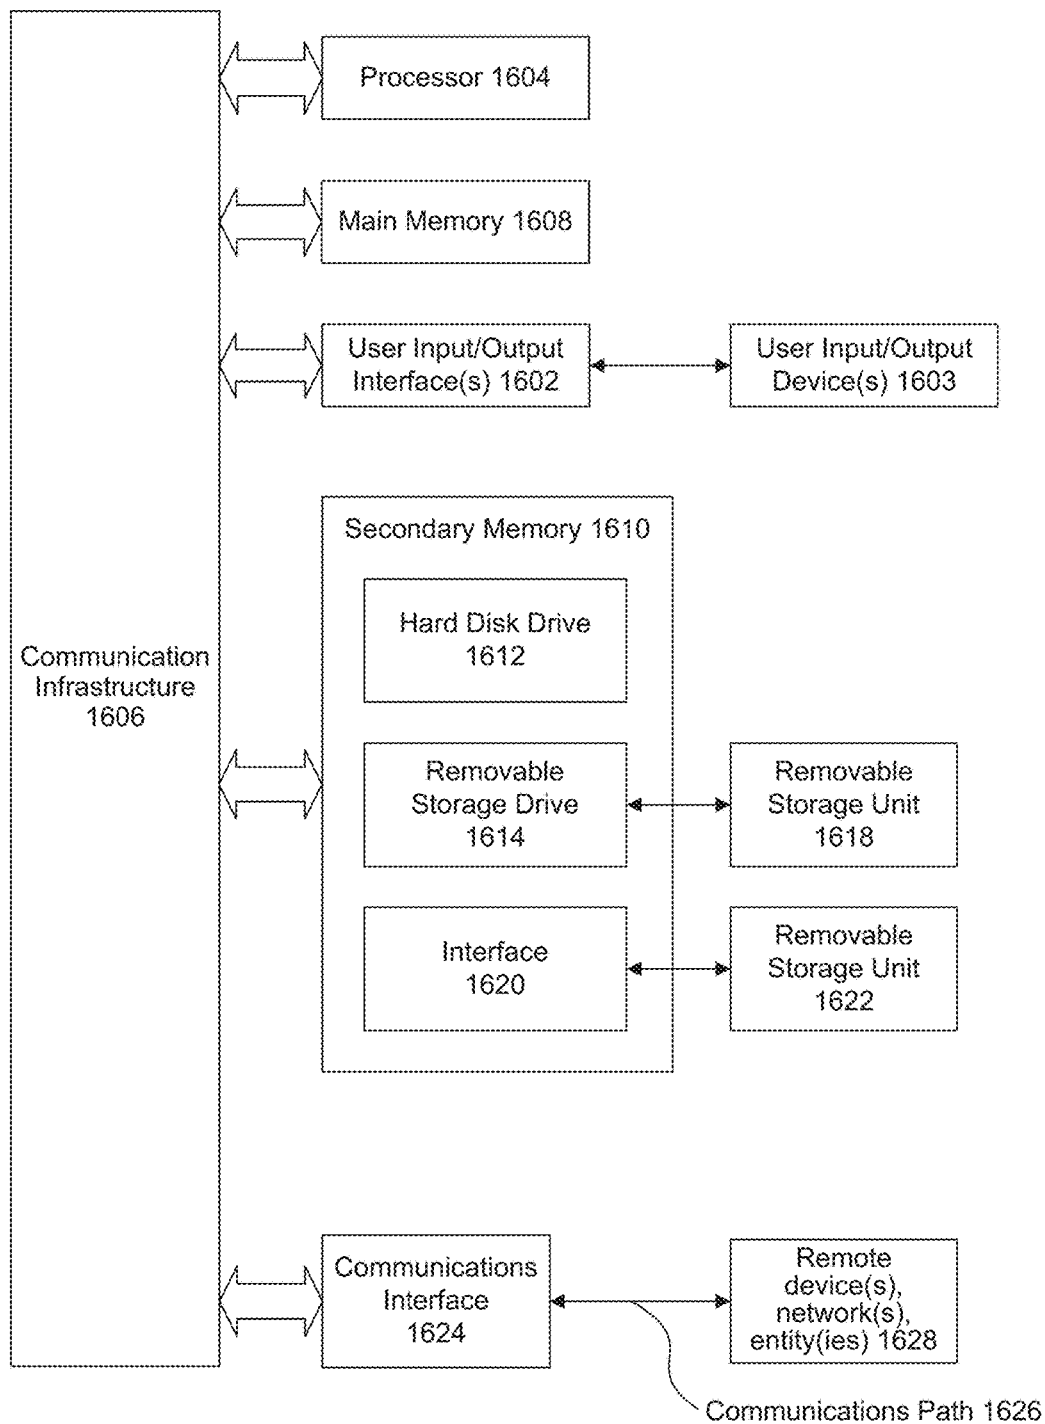 Processor 1604
Main Memory 1608
User Input/Output
Interface(s) 1602
User Input/Output
Device(s) 1603
Secondary Memory 1610
Hard Disk Drive
1612
Communication
Infrastructure
1606
Removable
Storage Drive
1614
Removable
Storage Unit
1618
Interface
1620
Removable
Storage Unit
1622
Communications
Interface
1624
Remote
device(s),
network(s),
entity(ies) 1628
Communications Path 1626